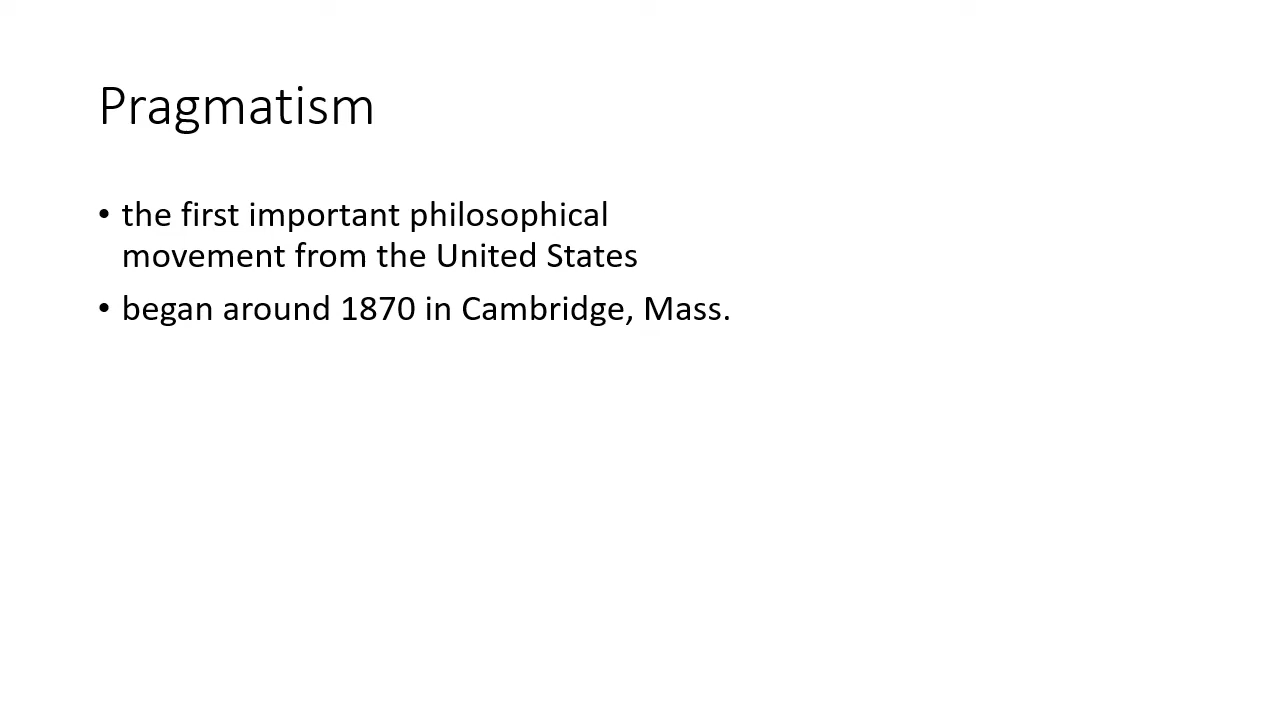 Pragmatism
• the first important philosophical
movement from the United States
• began around 1870 in Cambridge, Mass.